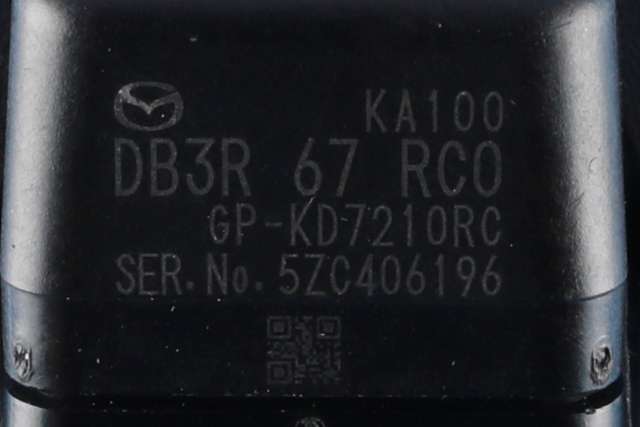 KA100
DB3R 67 RC0
GP-KD7210RC
SER.No. 5ZC406196